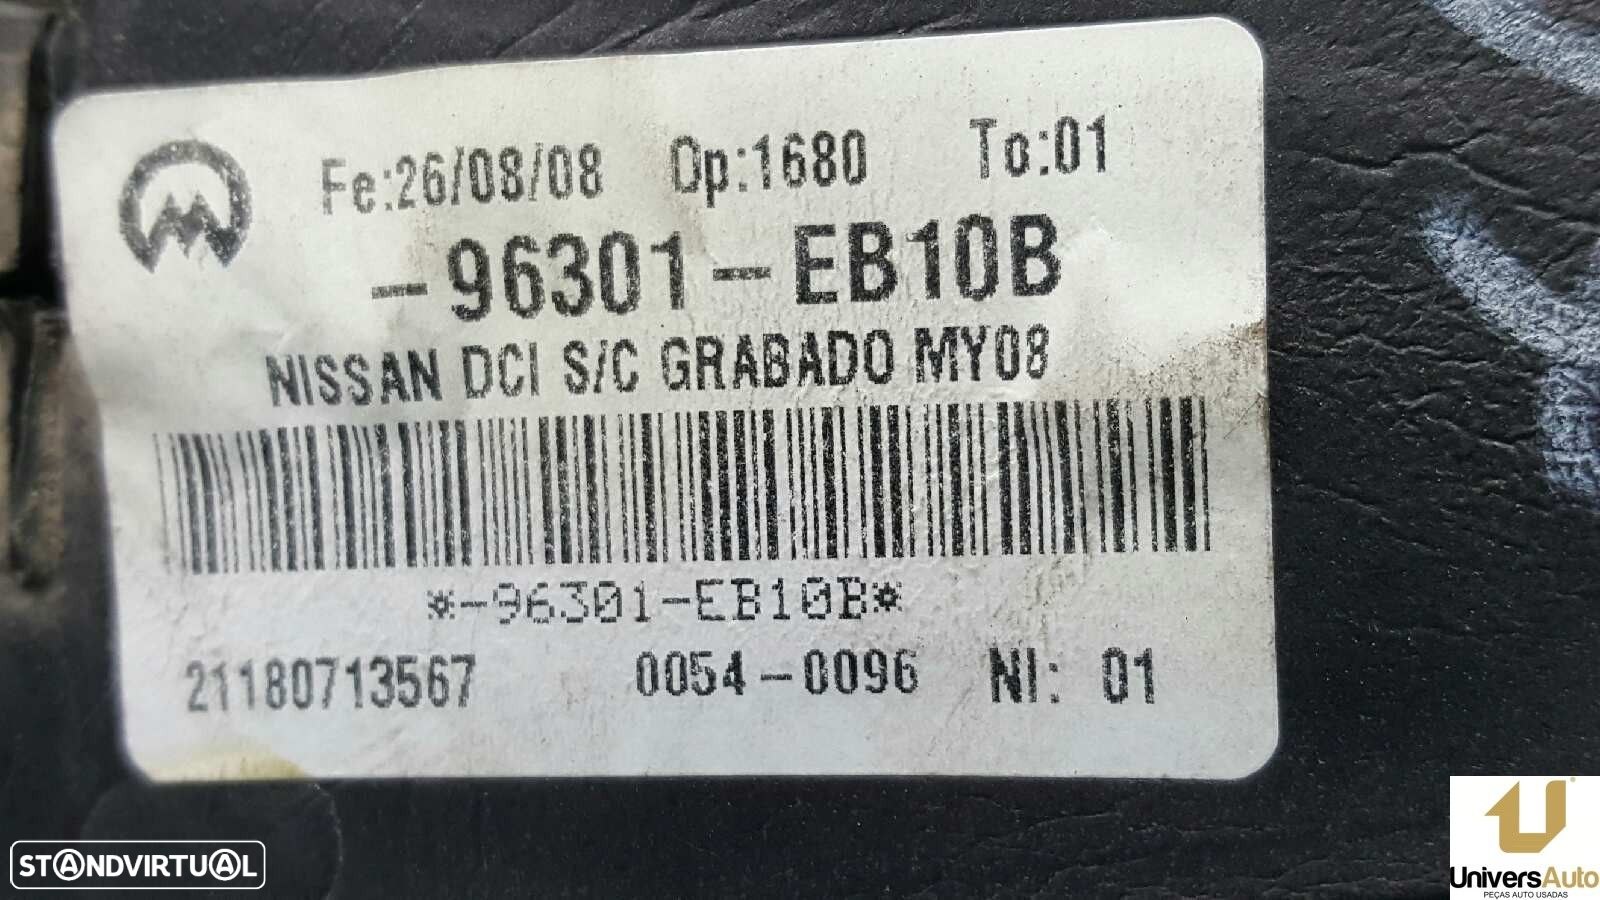 Fe:26/08/08 Op:1680 To:01
-96301-EB10B
NISSAN DCI S/C GRABADO MY08
*-96301-EB10B*
21180713567 0054-0096 NI: 01
STANDVIRTUAL
UniversAuto
PEÇAS AUTO USADAS